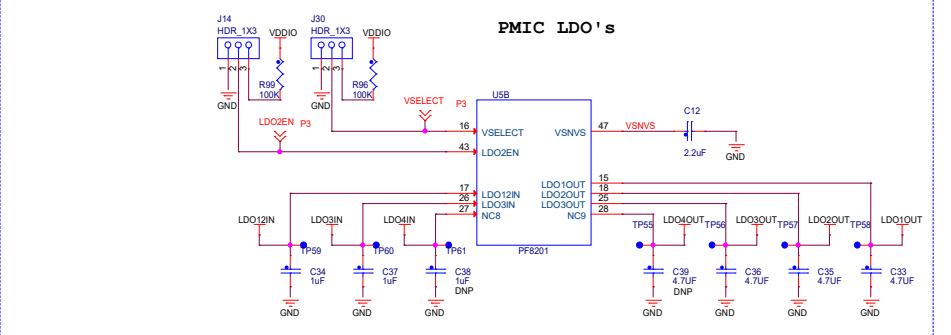 PMIC LDO's
J14
HDR_1X3
VDDIO
J30
HDR_1X3
VDDIO
1
2
3
R99
100K
GND
1
2
3
R96
100K
GND
LDO2EN P3
VSELECT P3
U5B
16
VSELECT
43
LDO2EN
17
LDO12IN
26
LDO3IN
27
NC8
VSNVS
47
VSNVS
LDO1OUT
15
LDO2OUT
18
LDO3OUT
25
NC9
28
PF8201
C12
2.2uF
GND
LDO12IN
TP59
C34
1uF
GND
LDO3IN
TP60
C37
1uF
GND
LDO4IN
TP61
C38
1uF
DNP
GND
TP55
LDO4OUT
C39
4.7UF
DNP
GND
TP56
LDO3OUT
C36
4.7UF
GND
TP57
LDO2OUT
C35
4.7UF
GND
TP58
LDO1OUT
C33
4.7UF
GND